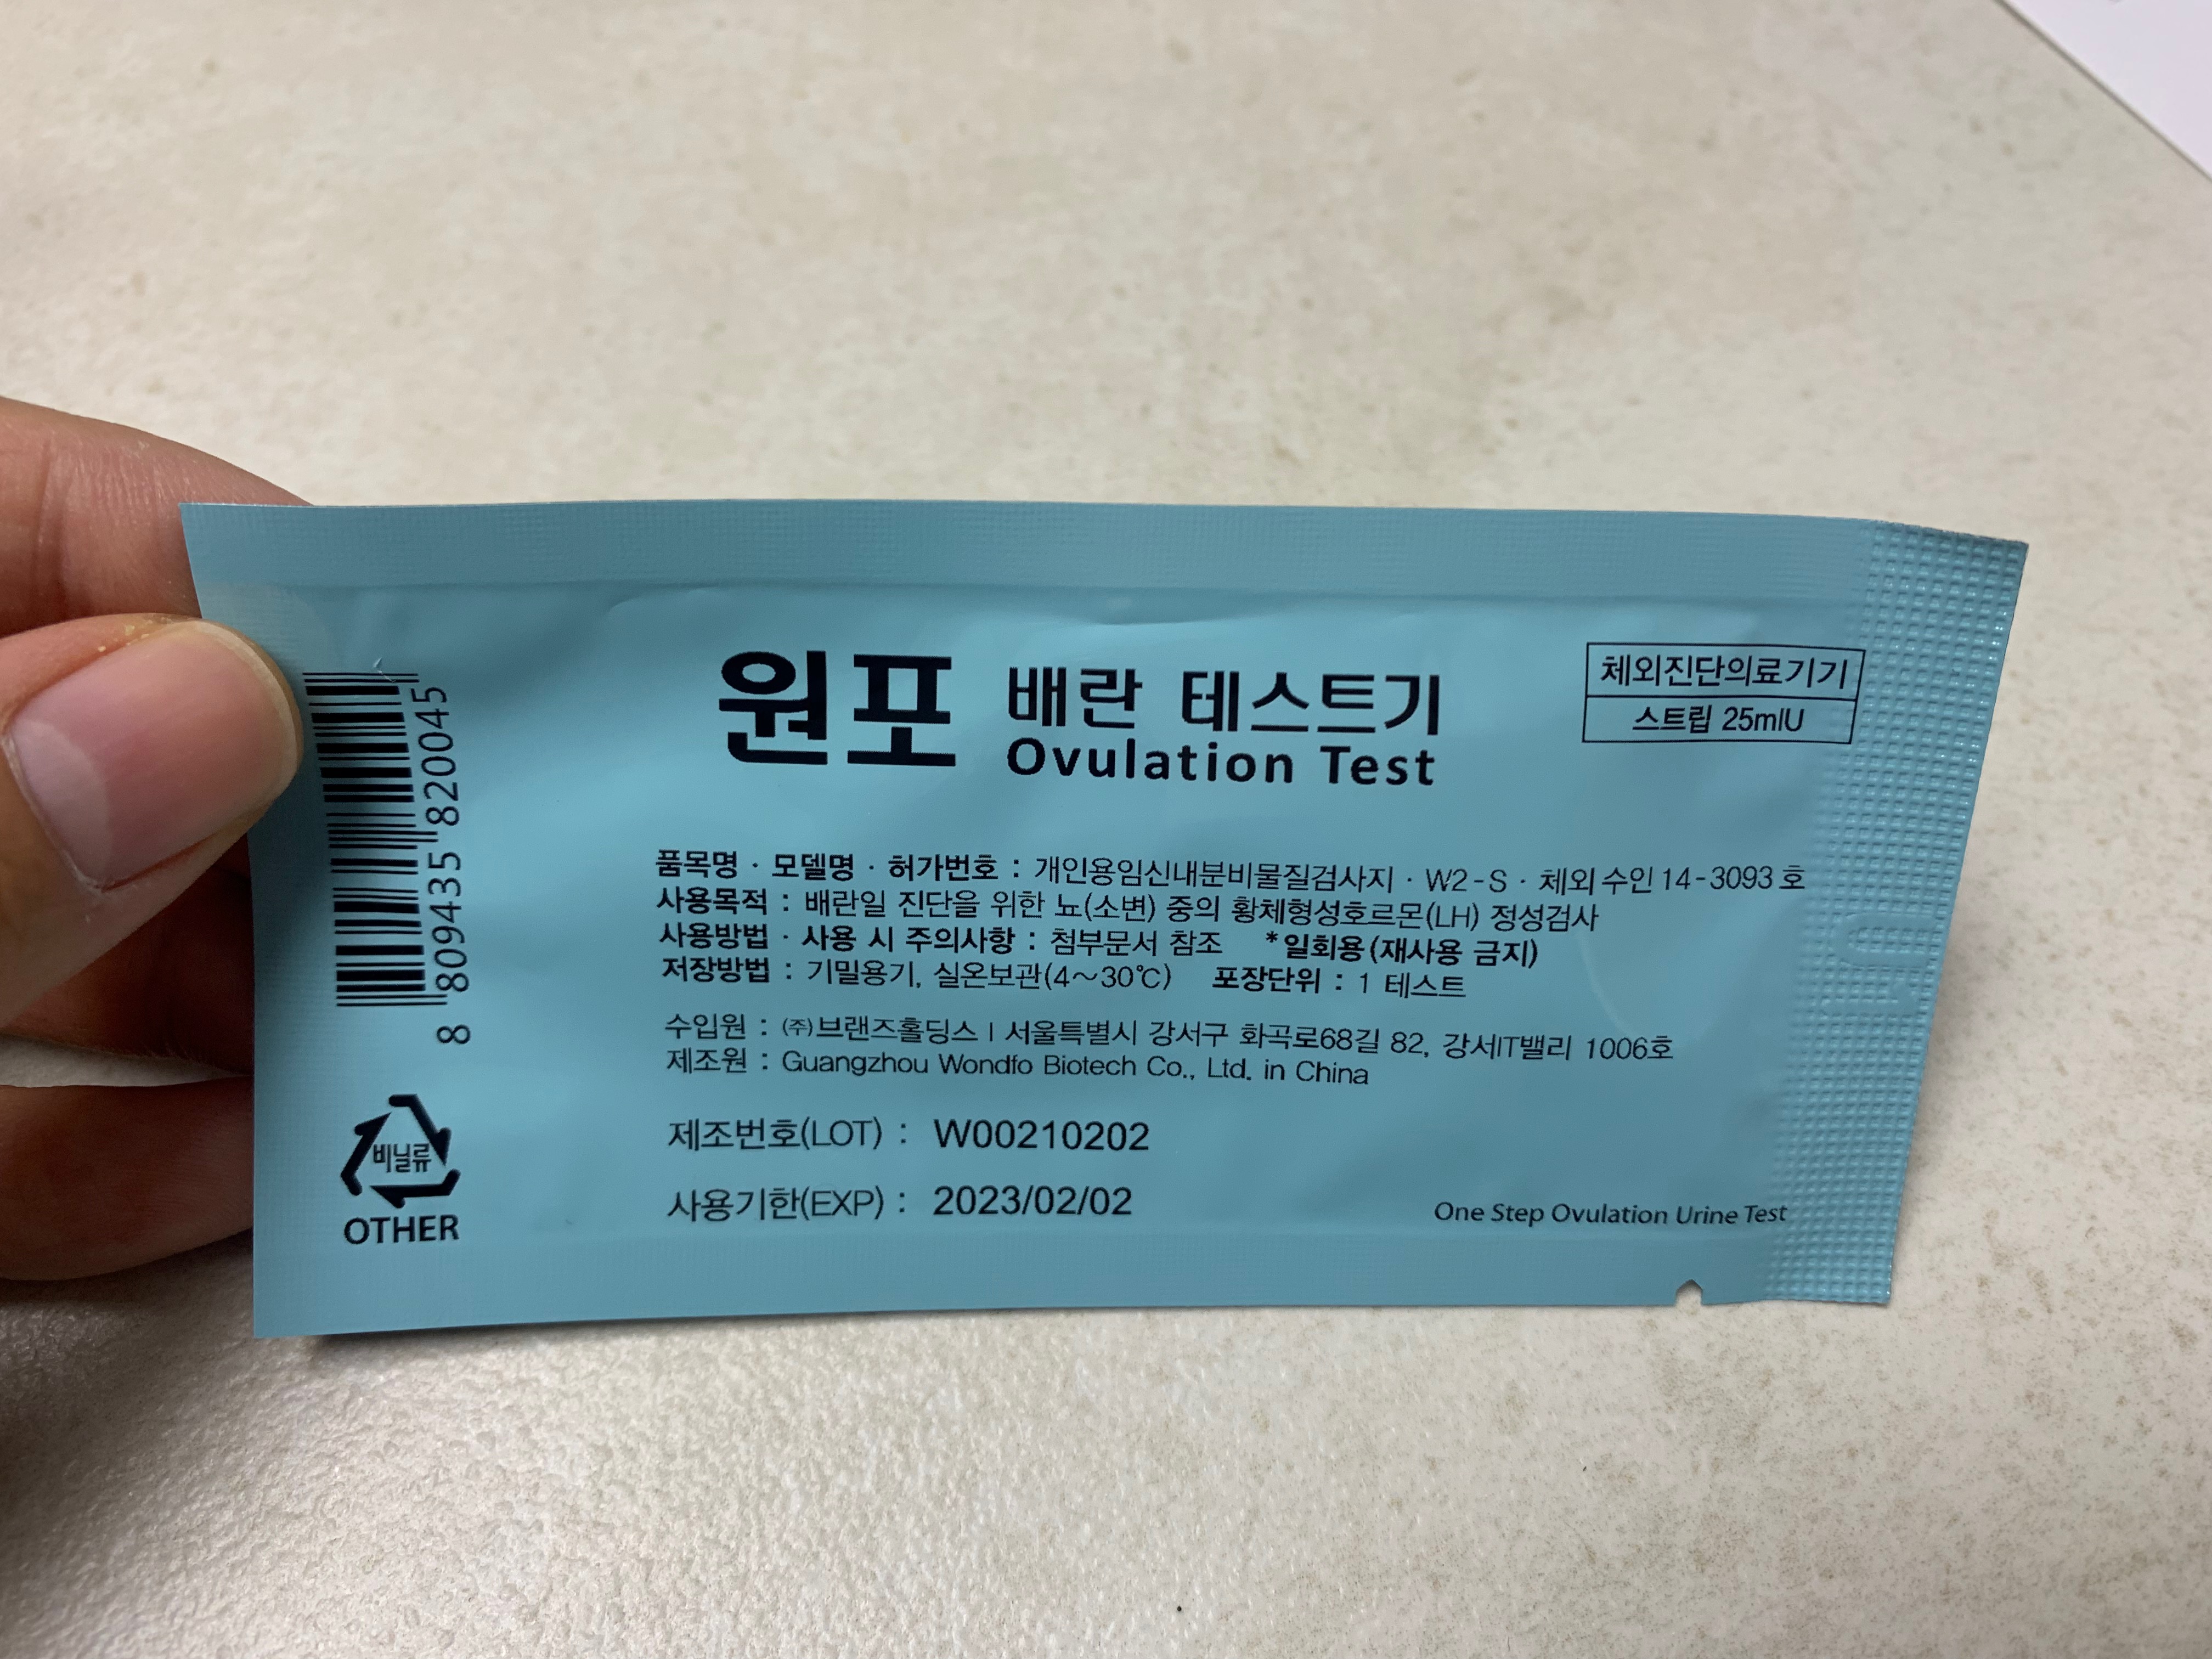 원포 배란 테스트기
Ovulation Test
체외진단의료기기
스트립 25mIU
품목명 · 모델명 · 허가번호 : 개인용임신내분비물질검사지 · W2-S · 체외 수인 14-3093 호
사용목적 : 배란일 진단을 위한 뇨(소변) 중의 황체형성호르몬(LH) 정성검사
사용방법 · 사용 시 주의사항 : 첨부문서 참조 *일회용(재사용 금지)
저장방법 : 기밀용기, 실온보관(4~30℃) 포장단위 : 1 테스트
수입원 : ㈜브랜즈홀딩스 | 서울특별시 강서구 화곡로68길 82, 강서IT밸리 1006호
제조원 : Guangzhou Wondfo Biotech Co., Ltd. in China
제조번호(LOT) : W00210202
사용기한(EXP) : 2023/02/02
One Step Ovulation Urine Test
8 809435 820045
비닐류
OTHER